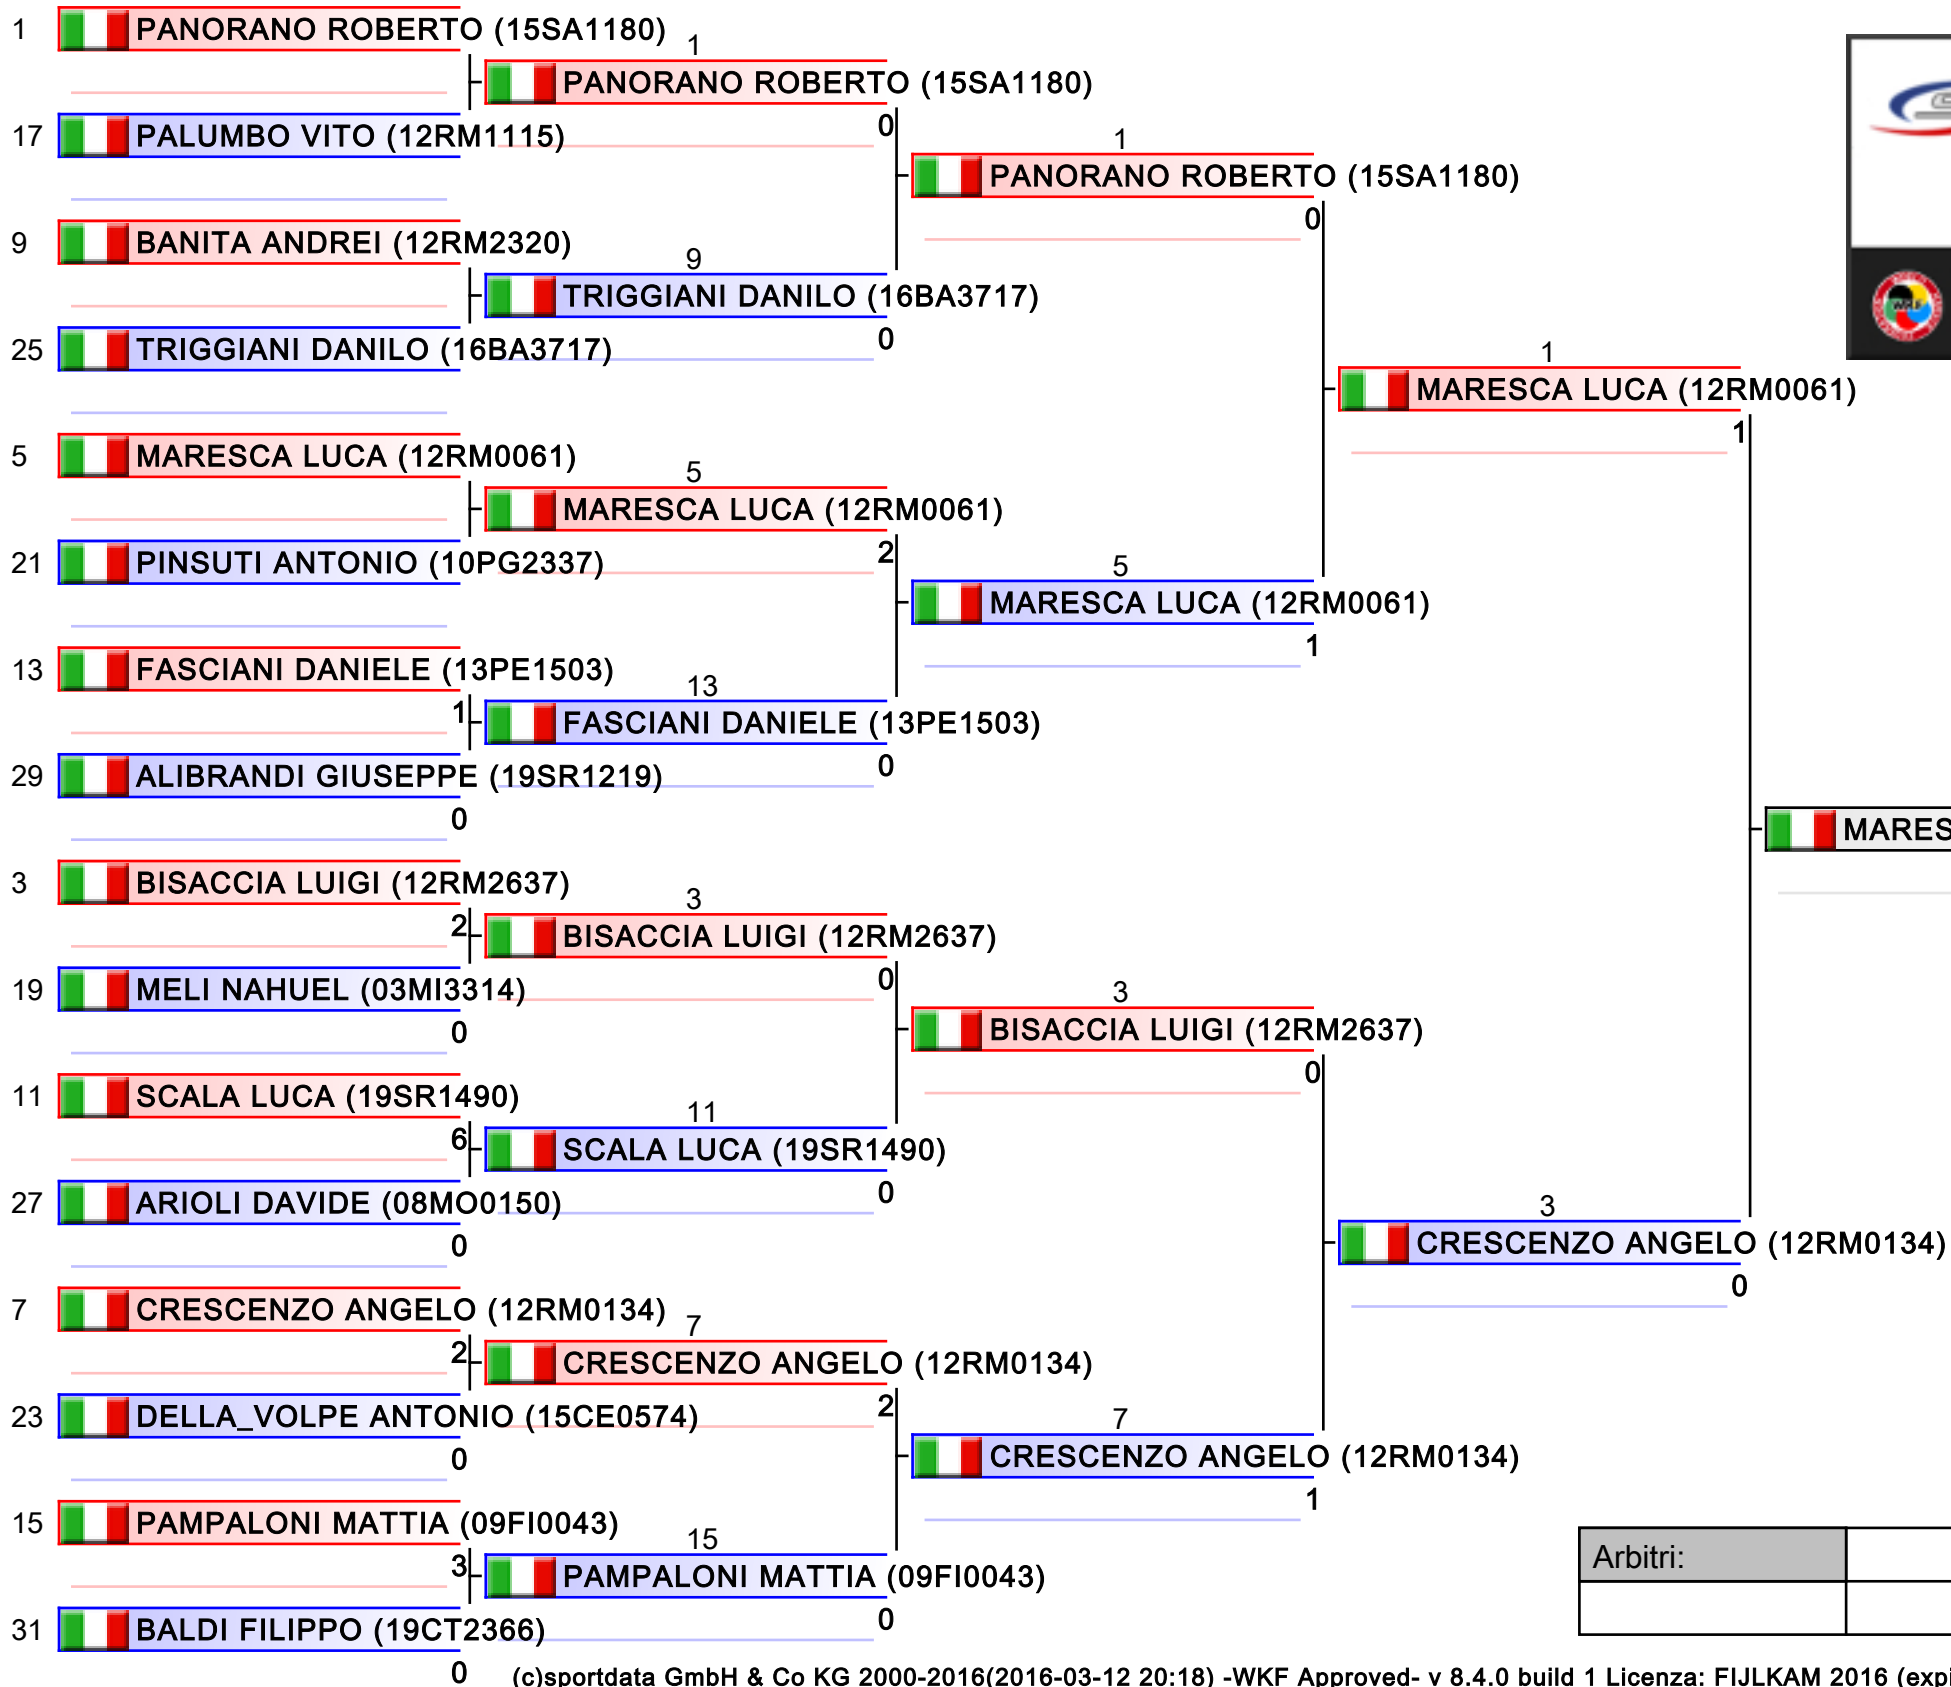 1 PANORANO ROBERTO (15SA1180)
17 PALUMBO VITO (12RM1115)
9 BANITA ANDREI (12RM2320)
25 TRIGGIANI DANILO (16BA3717)
5 MARESCA LUCA (12RM0061)
21 PINSUTI ANTONIO (10PG2337)
13 FASCIANI DANIELE (13PE1503)
1
29 ALIBRANDI GIUSEPPE (19SR1219)
0
3 BISACCIA LUIGI (12RM2637)
2
19 MELI NAHUEL (03MI3314)
0
11 SCALA LUCA (19SR1490)
6
27 ARIOLI DAVIDE (08MO0150)
0
7 CRESCENZO ANGELO (12RM0134)
2
23 DELLA_VOLPE ANTONIO (15CE0574)
0
15 PAMPALONI MATTIA (09FI0043)
3
31 BALDI FILIPPO (19CT2366)
0
1
PANORANO ROBERTO (15SA1180)
0
9
TRIGGIANI DANILO (16BA3717)
0
5
MARESCA LUCA (12RM0061)
2
13
FASCIANI DANIELE (13PE1503)
0
3
BISACCIA LUIGI (12RM2637)
0
11
SCALA LUCA (19SR1490)
0
7
CRESCENZO ANGELO (12RM0134)
2
15
PAMPALONI MATTIA (09FI0043)
0
1
PANORANO ROBERTO (15SA1180)
0
5
MARESCA LUCA (12RM0061)
1
3
BISACCIA LUIGI (12RM2637)
0
7
CRESCENZO ANGELO (12RM0134)
1
1
MARESCA LUCA (12RM0061)
1
3
CRESCENZO ANGELO (12RM0134)
0
MARES
WKF
Arbitri:
(c)sportdata GmbH & Co KG 2000-2016(2016-03-12 20:18) -WKF Approved- v 8.4.0 build 1 Licenza: FIJLKAM 2016 (expi